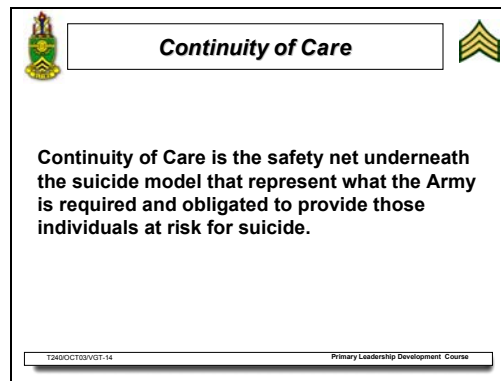 Continuity of Care
Continuity of Care is the safety net underneath
the suicide model that represent what the Army
is required and obligated to provide those
individuals at risk for suicide.
T240/OCT03/VGT-14
Primary Leadership Development Course